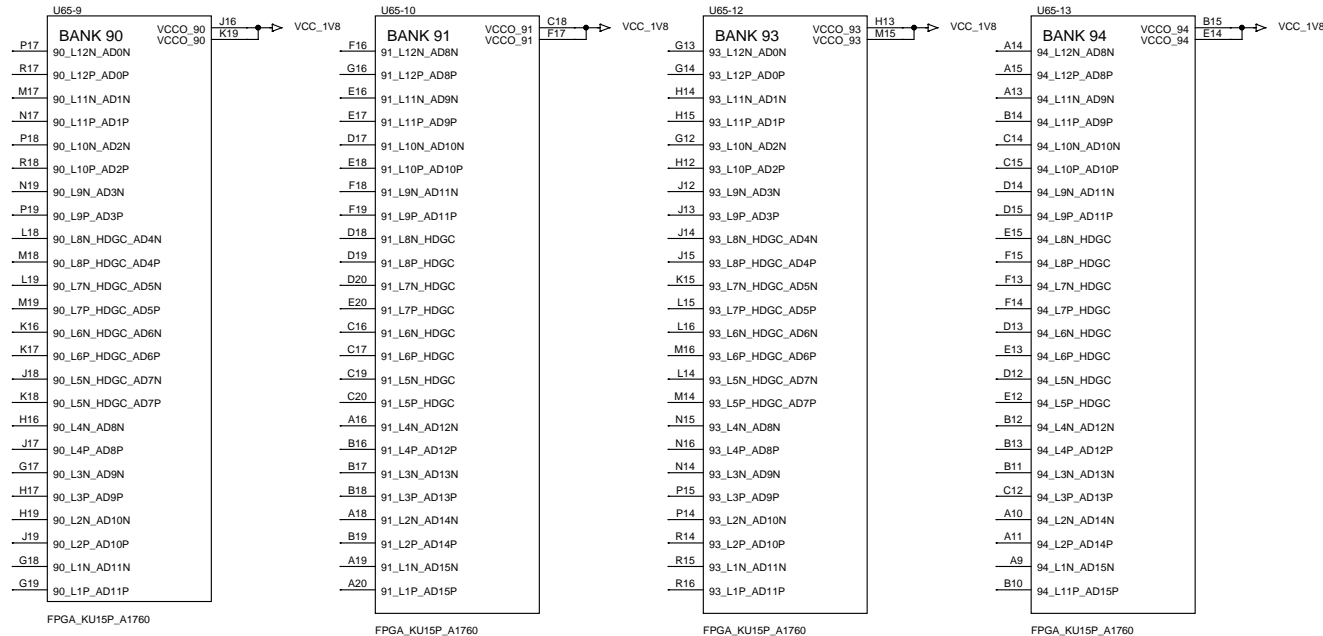 U65-9
BANK 90
VCCO_90 J16 VCC_1V8
VCCO_90 K19
P17 90_L12N_AD0N
R17 90_L12P_AD0P
M17 90_L11N_AD1N
N17 90_L11P_AD1P
P18 90_L10N_AD2N
R18 90_L10P_AD2P
N19 90_L9N_AD3N
P19 90_L9P_AD3P
L18 90_L8N_HDGC_AD4N
M18 90_L8P_HDGC_AD4P
L19 90_L7N_HDGC_AD5N
M19 90_L7P_HDGC_AD5P
K16 90_L6N_HDGC_AD6N
K17 90_L6P_HDGC_AD6P
J18 90_L5N_HDGC_AD7N
K18 90_L5N_HDGC_AD7P
H16 90_L4N_AD8N
J17 90_L4P_AD8P
G17 90_L3N_AD9N
H17 90_L3P_AD9P
H19 90_L2N_AD10N
J19 90_L2P_AD10P
G18 90_L1N_AD11N
G19 90_L1P_AD11P
FPGA_KU15P_A1760
U65-10
BANK 91
VCCO_91 C18 VCC_1V8
VCCO_91 F17
F16 91_L12N_AD8N
G16 91_L12P_AD8P
E16 91_L11N_AD9N
E17 91_L11P_AD9P
D17 91_L10N_AD10N
E18 91_L10P_AD10P
F18 91_L9N_AD11N
F19 91_L9P_AD11P
D18 91_L8N_HDGC
D19 91_L8P_HDGC
D20 91_L7N_HDGC
E20 91_L7P_HDGC
C16 91_L6N_HDGC
C17 91_L6P_HDGC
C19 91_L5N_HDGC
C20 91_L5P_HDGC
A16 91_L4N_AD12N
B16 91_L4P_AD12P
B17 91_L3N_AD13N
B18 91_L3P_AD13P
A18 91_L2N_AD14N
B19 91_L2P_AD14P
A19 91_L1N_AD15N
A20 91_L1P_AD15P
FPGA_KU15P_A1760
U65-12
BANK 93
VCCO_93 H13 VCC_1V8
VCCO_93 M15
G13 93_L12N_AD0N
G14 93_L12P_AD0P
H14 93_L11N_AD1N
H15 93_L11P_AD1P
G12 93_L10N_AD2N
H12 93_L10P_AD2P
J12 93_L9N_AD3N
J13 93_L9P_AD3P
J14 93_L8N_HDGC_AD4N
J15 93_L8P_HDGC_AD4P
K15 93_L7N_HDGC_AD5N
L15 93_L7P_HDGC_AD5P
L16 93_L6N_HDGC_AD6N
M16 93_L6P_HDGC_AD6P
L14 93_L5N_HDGC_AD7N
M14 93_L5P_HDGC_AD7P
N15 93_L4N_AD8N
N16 93_L4P_AD8P
N14 93_L3N_AD9N
P15 93_L3P_AD9P
P14 93_L2N_AD10N
R14 93_L2P_AD10P
R15 93_L1N_AD11N
R16 93_L1P_AD11P
FPGA_KU15P_A1760
U65-13
BANK 94
VCCO_94 B15 VCC_1V8
VCCO_94 E14
A14 94_L12N_AD8N
A15 94_L12P_AD8P
A13 94_L11N_AD9N
B14 94_L11P_AD9P
C14 94_L10N_AD10N
C15 94_L10P_AD10P
D14 94_L9N_AD11N
D15 94_L9P_AD11P
E15 94_L8N_HDGC
F15 94_L8P_HDGC
F13 94_L7N_HDGC
F14 94_L7P_HDGC
D13 94_L6N_HDGC
E13 94_L6P_HDGC
D12 94_L5N_HDGC
E12 94_L5P_HDGC
B12 94_L4N_AD12N
B13 94_L4P_AD12P
B11 94_L3N_AD13N
C12 94_L3P_AD13P
A10 94_L2N_AD14N
A11 94_L2P_AD14P
A9 94_L1N_AD15N
B10 94_L11P_AD15P
FPGA_KU15P_A1760